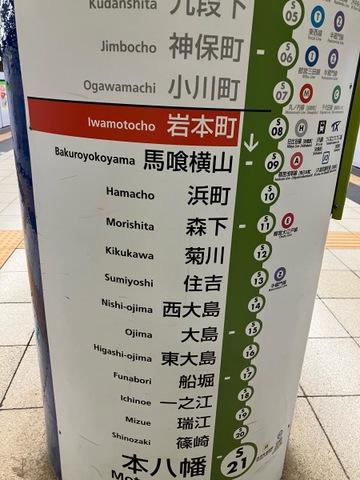 Kudanshita 九段下 S 05
Jimbocho 神保町 S 06
Ogawamachi 小川町 S 07
Iwamotocho 岩本町 S 08
Bakuroyokoyama 馬喰横山 S 09
Hamacho 浜町 S 10
Morishita 森下 S 11
Kikukawa 菊川 S 12
Sumiyoshi 住吉 S 13
Nishi-ojima 西大島 S 14
Ojima 大島 S 15
Higashi-ojima 東大島 S 16
Funabori 船堀 S 17
Ichinoe 一之江 S 18
Mizue 瑞江 S 19
Shinozaki 篠崎 S 20
本八幡 S 21